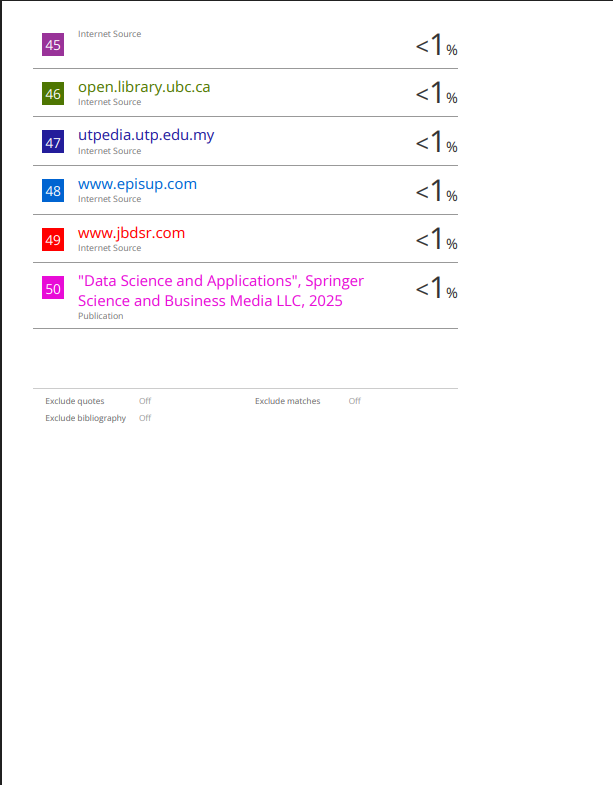 45
Internet Source
<1%
46
open.library.ubc.ca
Internet Source
<1%
47
utpedia.utp.edu.my
Internet Source
<1%
48
www.episup.com
Internet Source
<1%
49
www.jbdsr.com
Internet Source
<1%
50
"Data Science and Applications", Springer
Science and Business Media LLC, 2025
Publication
<1%
Exclude quotes Off Exclude matches Off
Exclude bibliography Off